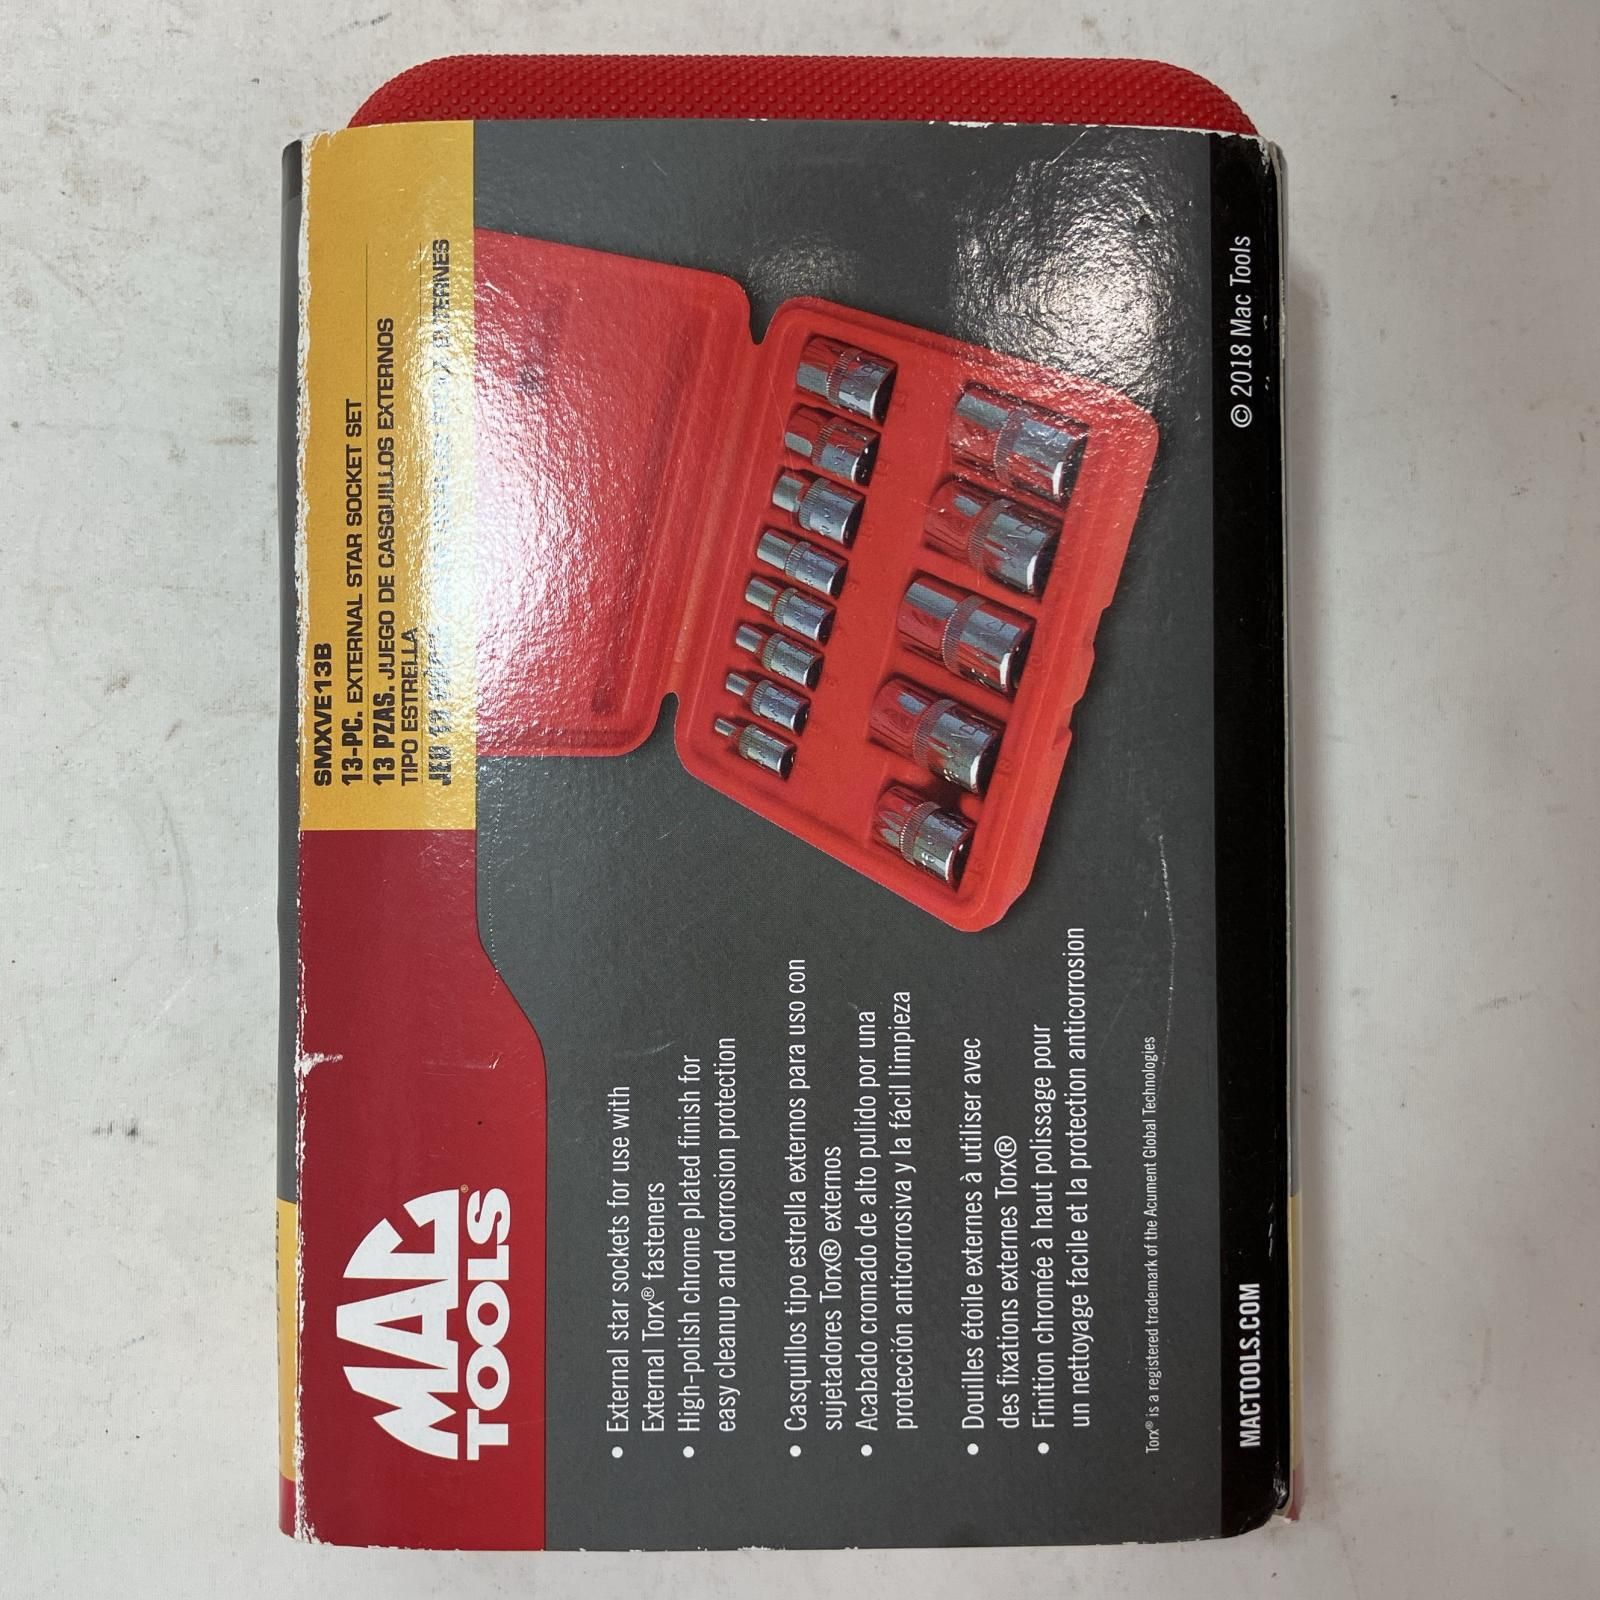 MAC
TOOLS®
SMXVE13B
13-PC. EXTERNAL STAR SOCKET SET
13 PZAS. JUEGO DE CASQUILLOS EXTERNOS
TIPO ESTRELLA
JEU 13
EXTERNES
• External star sockets for use with
External Torx® fasteners
• High-polish chrome plated finish for
easy cleanup and corrosion protection
• Casquillos tipo estrella externos para uso con
sujetadores Torx® externos
• Acabado cromado de alto pulido por una
protección anticorrosiva y la fácil limpieza
• Douilles étoile externes à utiliser avec
des fixations externes Torx®
• Finition chromée à haut polissage pour
un nettoyage facile et la protection anticorrosion
Torx® is a registered trademark of the Acument Global Technologies
MACTOOLS.COM
© 2018 Mac Tools